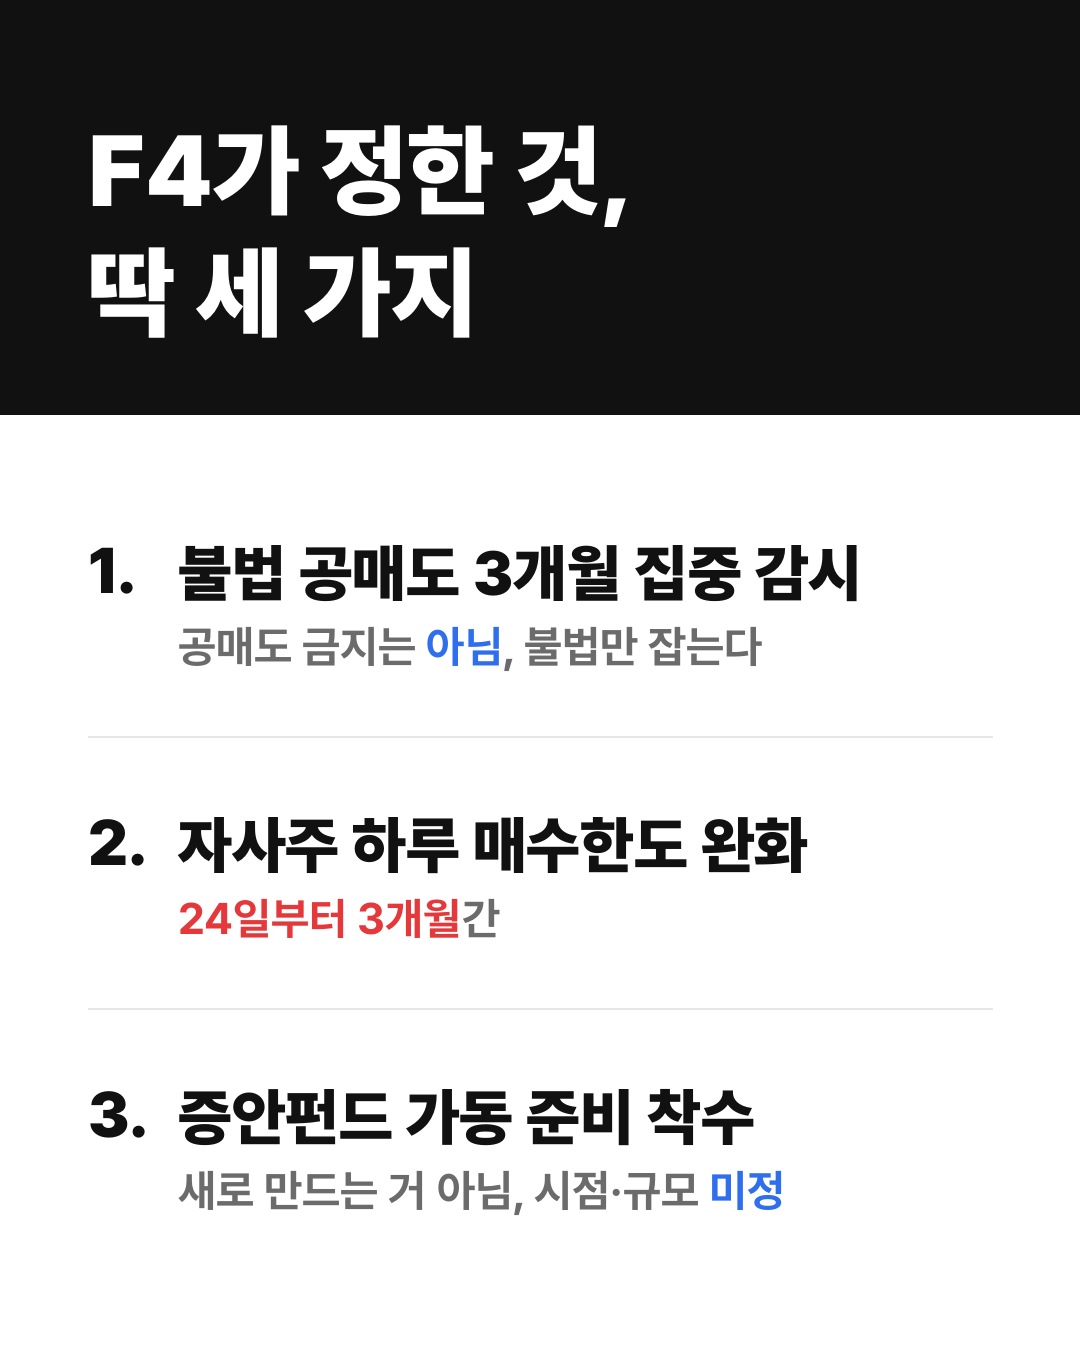 F4가 정한 것,
딱 세 가지
1. 불법 공매도 3개월 집중 감시
공매도 금지는 아님, 불법만 잡는다
2. 자사주 하루 매수한도 완화
24일부터 3개월간
3. 증안펀드 가동 준비 착수
새로 만드는 거 아님, 시점·규모 미정